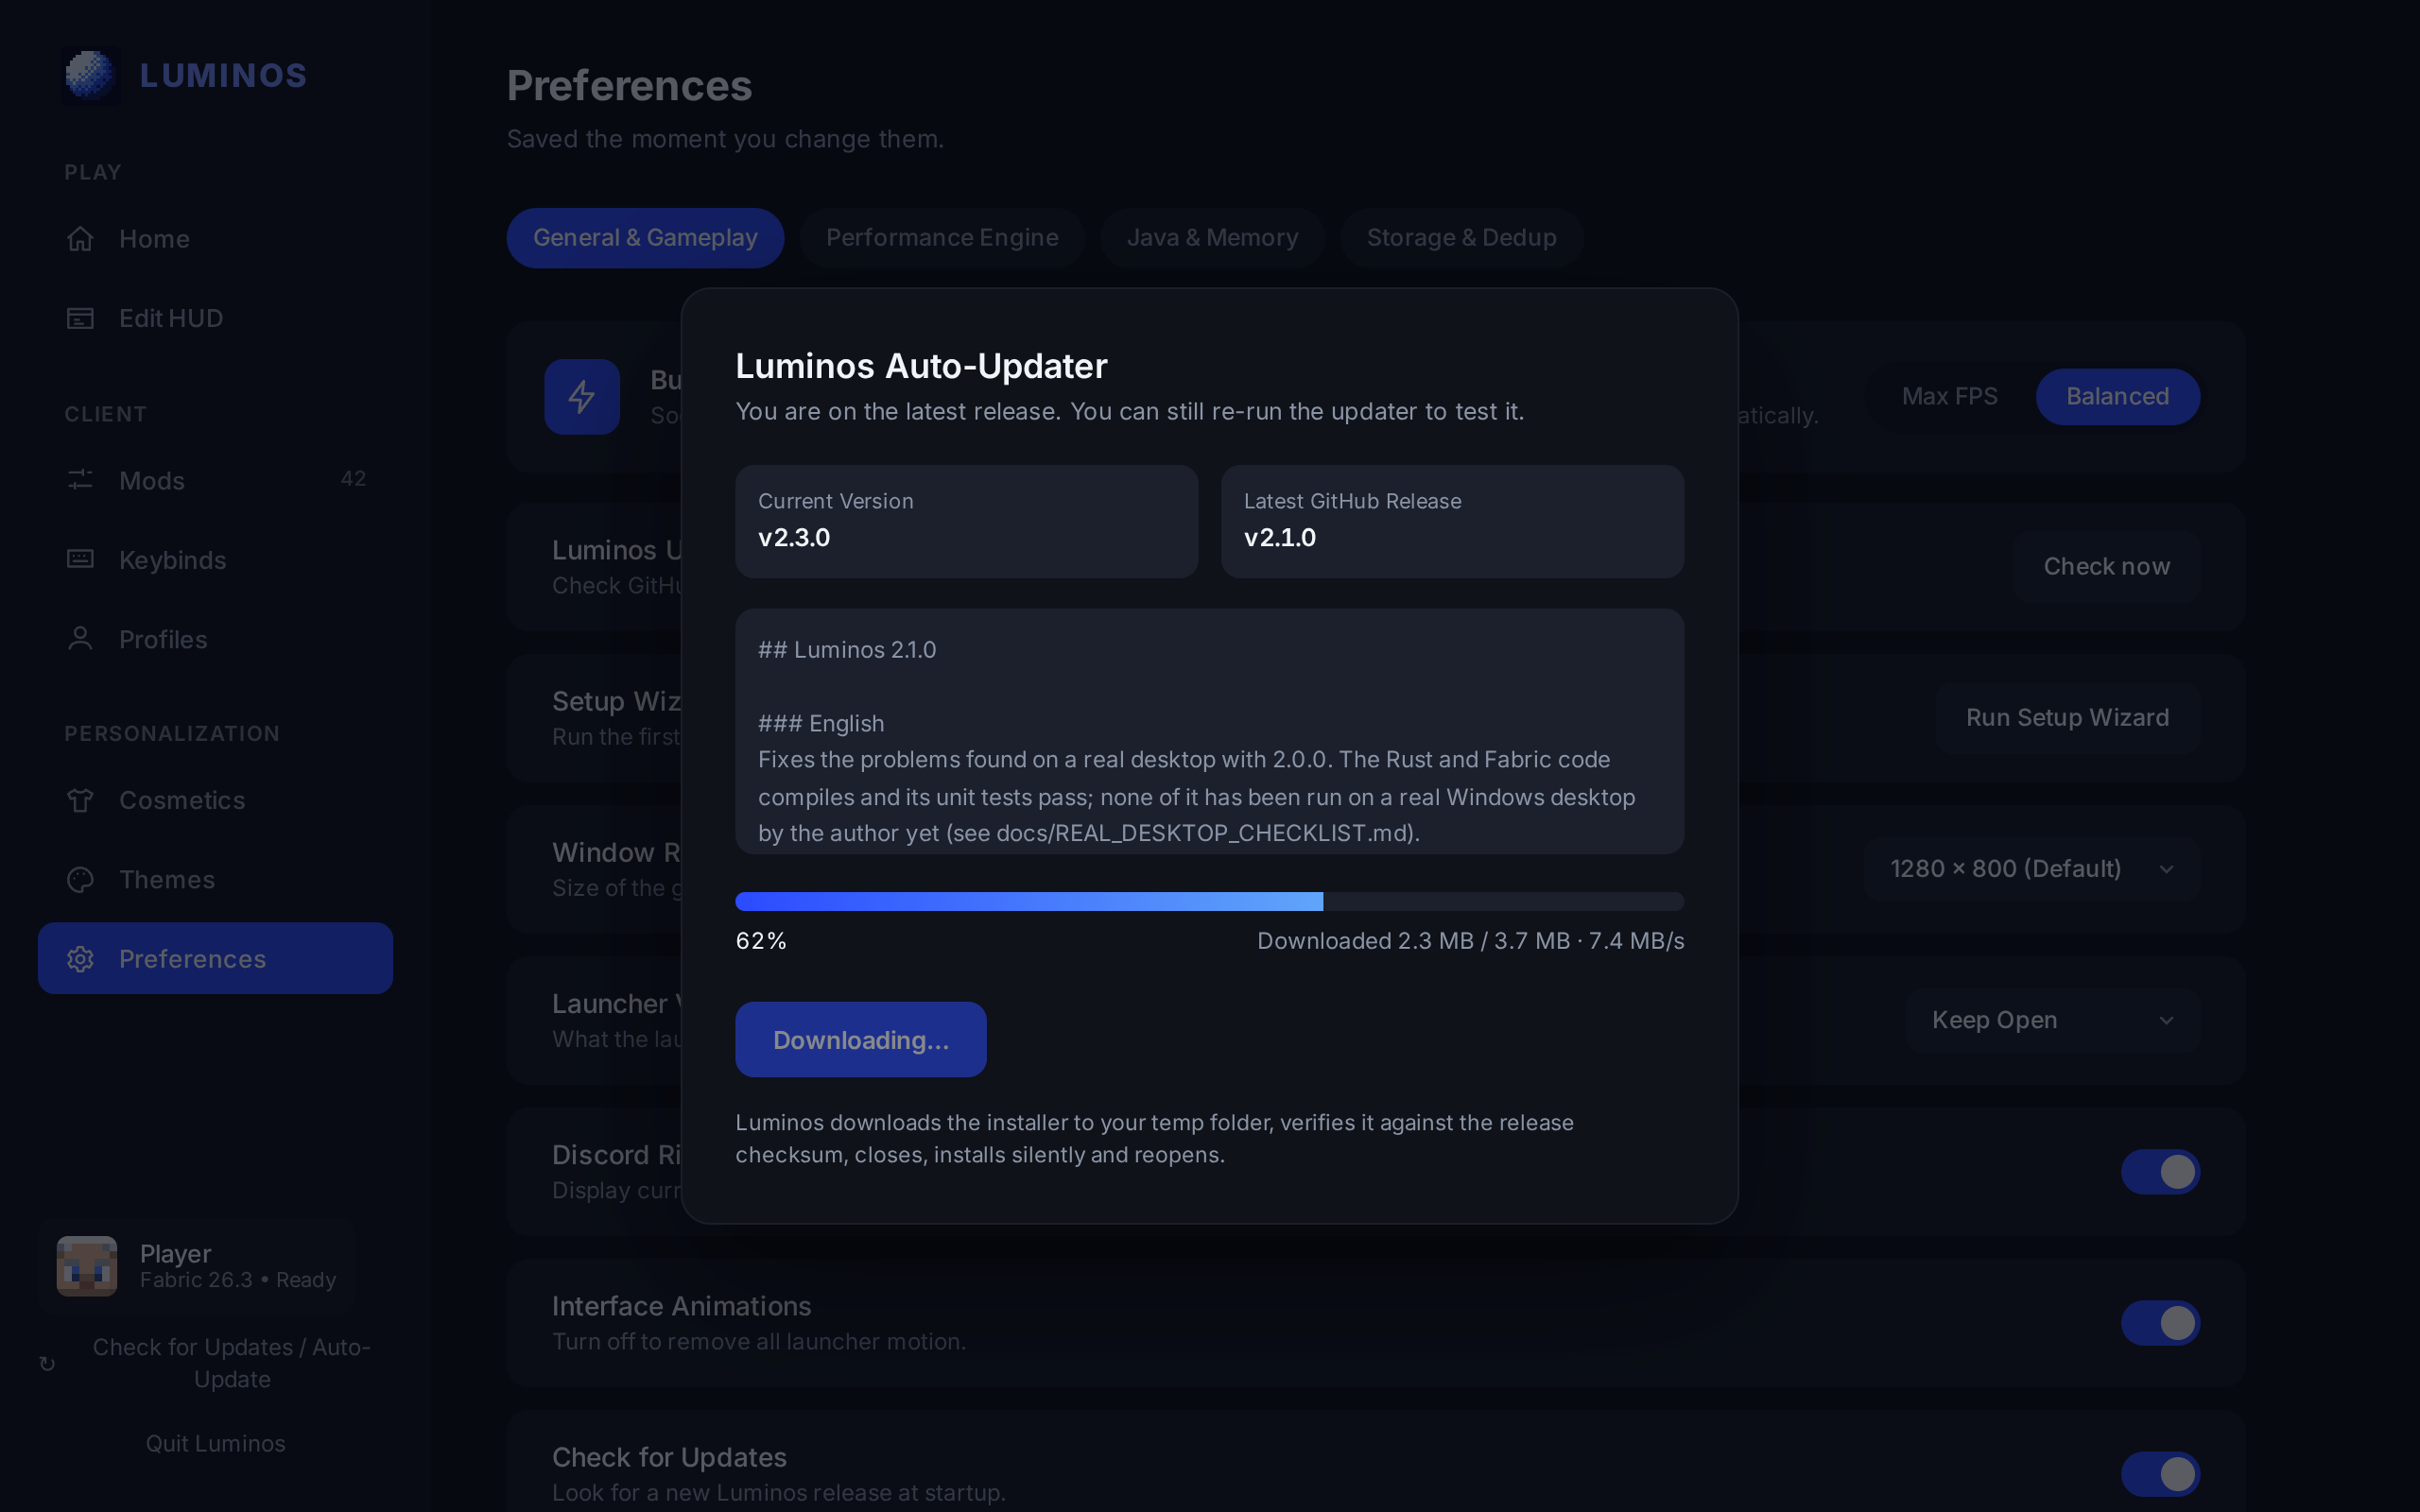 LUMINOS
PLAY
Home
Edit HUD
CLIENT
Mods 42
Keybinds
Profiles
PERSONALIZATION
Cosmetics
Themes
Preferences
Player
Fabric 26.3 • Ready
↻ Check for Updates / Auto-
Update
Quit Luminos
Preferences
Saved the moment you change them.
General & Gameplay Performance Engine Java & Memory Storage & Dedup
Max FPS Balanced
Luminos
Check
Check now
Setup
Run the first
Run Setup Wizard
Window
Size of the
1280 × 800 (Default)
Launcher
What the
Keep Open
Discord
Display
Interface Animations
Turn off to remove all launcher motion.
Check for Updates
Look for a new Luminos release at startup.
Luminos Auto-Updater
You are on the latest release. You can still re-run the updater to test it.
Current Version
v2.3.0
Latest GitHub Release
v2.1.0
## Luminos 2.1.0
### English
Fixes the problems found on a real desktop with 2.0.0. The Rust and Fabric code
compiles and its unit tests pass; none of it has been run on a real Windows desktop
by the author yet (see docs/REAL_DESKTOP_CHECKLIST.md).
62%
Downloaded 2.3 MB / 3.7 MB · 7.4 MB/s
Downloading...
Luminos downloads the installer to your temp folder, verifies it against the release
checksum, closes, installs silently and reopens.